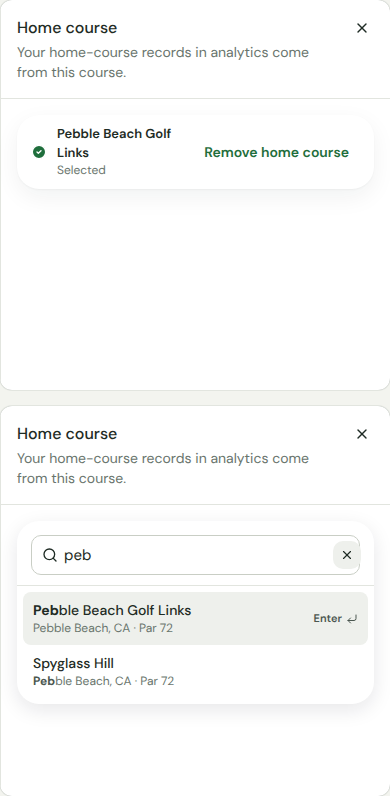 Home course
Your home-course records in analytics come
from this course.
Pebble Beach Golf
Links
Selected
Remove home course
Home course
Your home-course records in analytics come
from this course.
peb
Pebble Beach Golf Links
Pebble Beach, CA · Par 72
Enter
Spyglass Hill
Pebble Beach, CA · Par 72